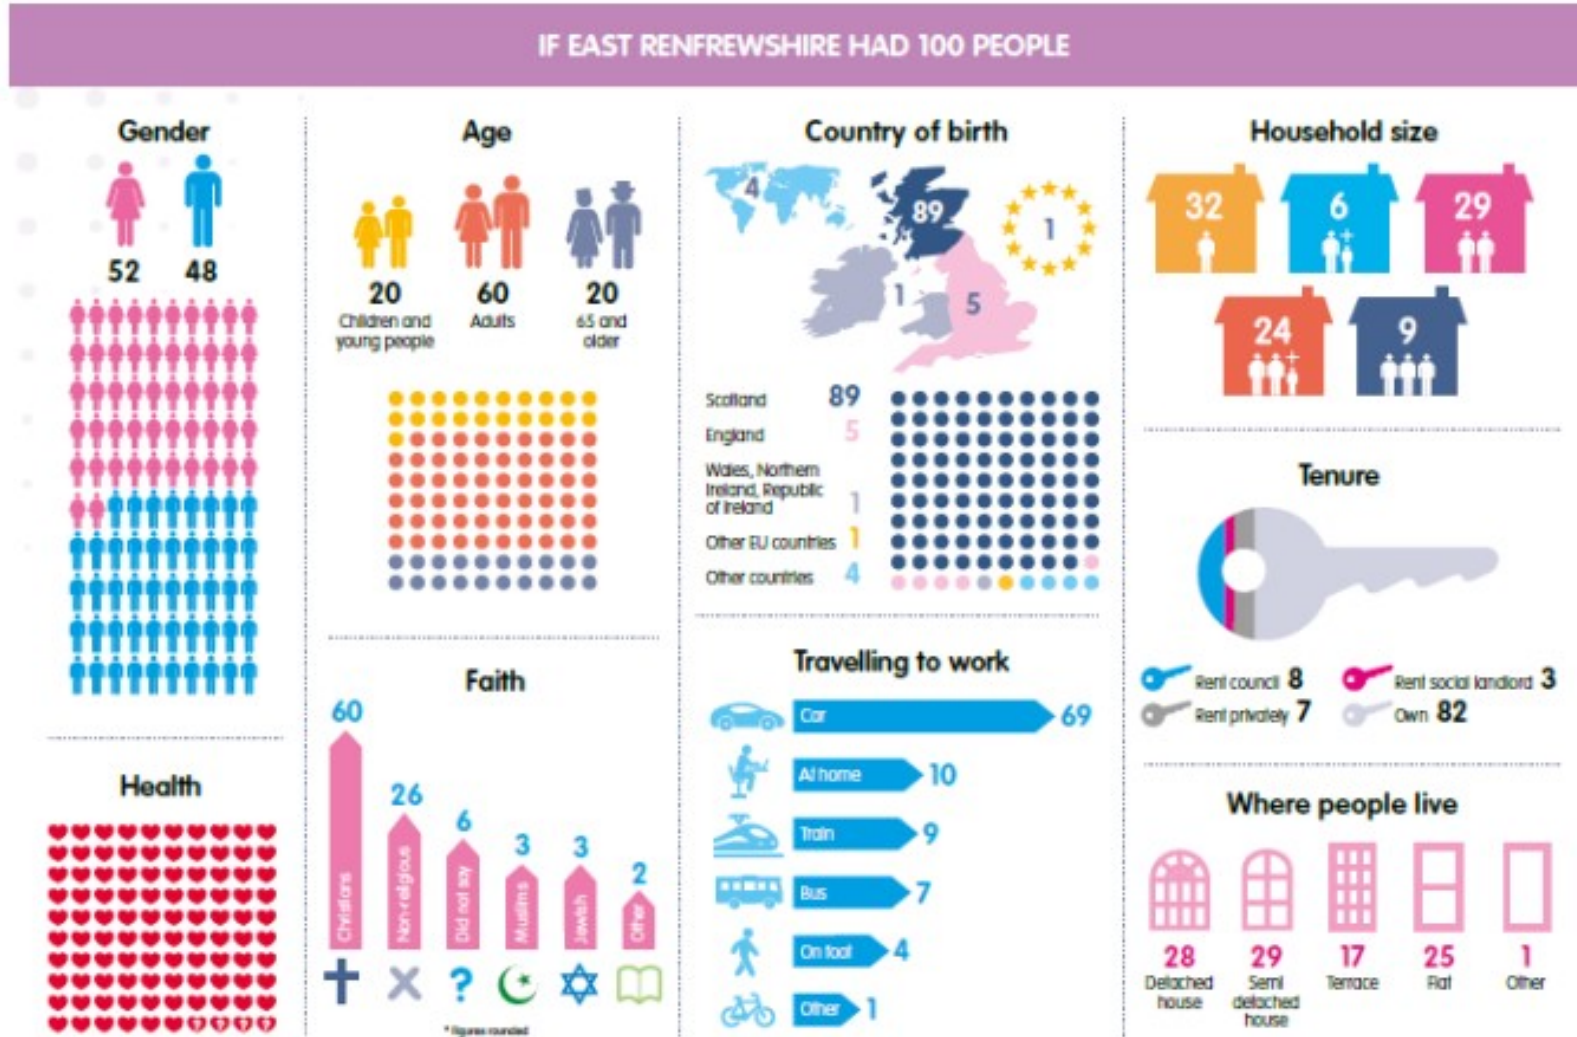 IF EAST RENFREWSHIRE HAD 100 PEOPLE
Gender
52 48
Health
Age
20 60 20
Children and
young people
Adults
65 and
older
Faith
60
26
6
3
3
2
Christians
Non-religious
Did not say
Muslims
Jewish
Other
* Figures rounded
Country of birth
4
89
1
1
5
Scotland 89
England 5
Wales, Northern
Ireland, Republic
of Ireland 1
Other EU countries 1
Other countries 4
Travelling to work
Car 69
At home 10
Train 9
Bus 7
On foot 4
Other 1
Household size
32 6 29
24 9
Tenure
Rent council 8 Rent social landlord 3
Rent privately 7 Own 82
Where people live
28 29 17 25 1
Detached
house
Semi
detached
house
Terrace
Flat
Other